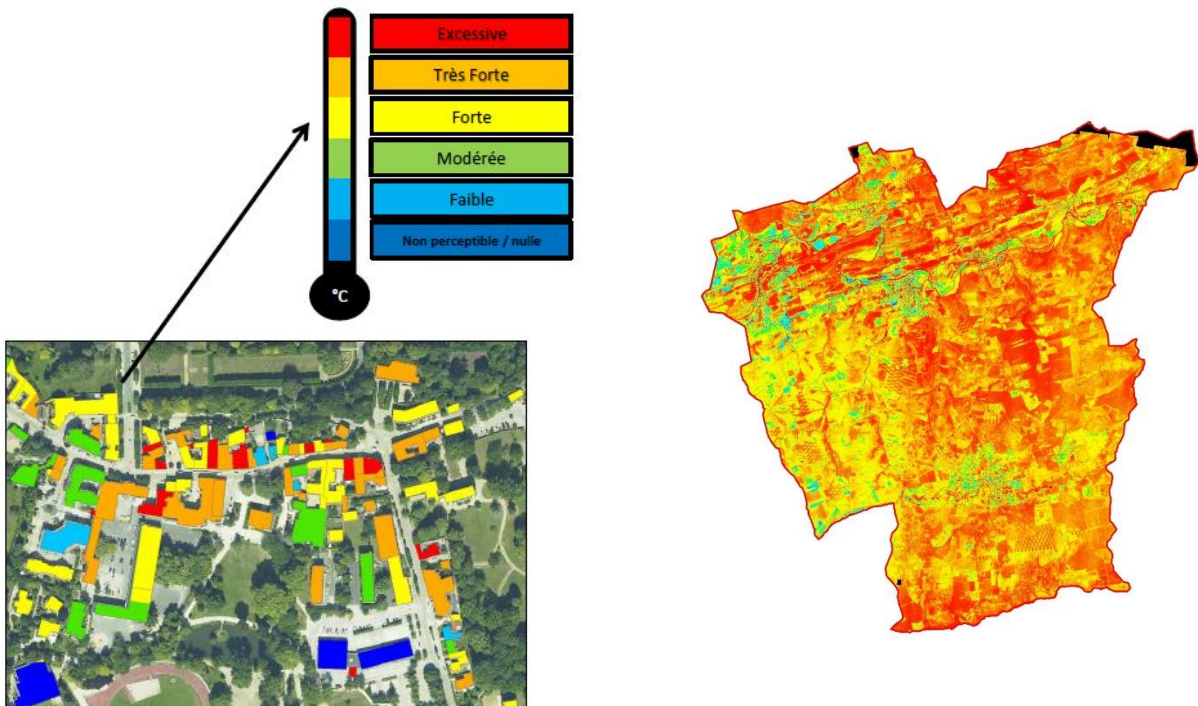 Excessive
Très Forte
Forte
Modérée
Faible
Non perceptible / nulle
°C